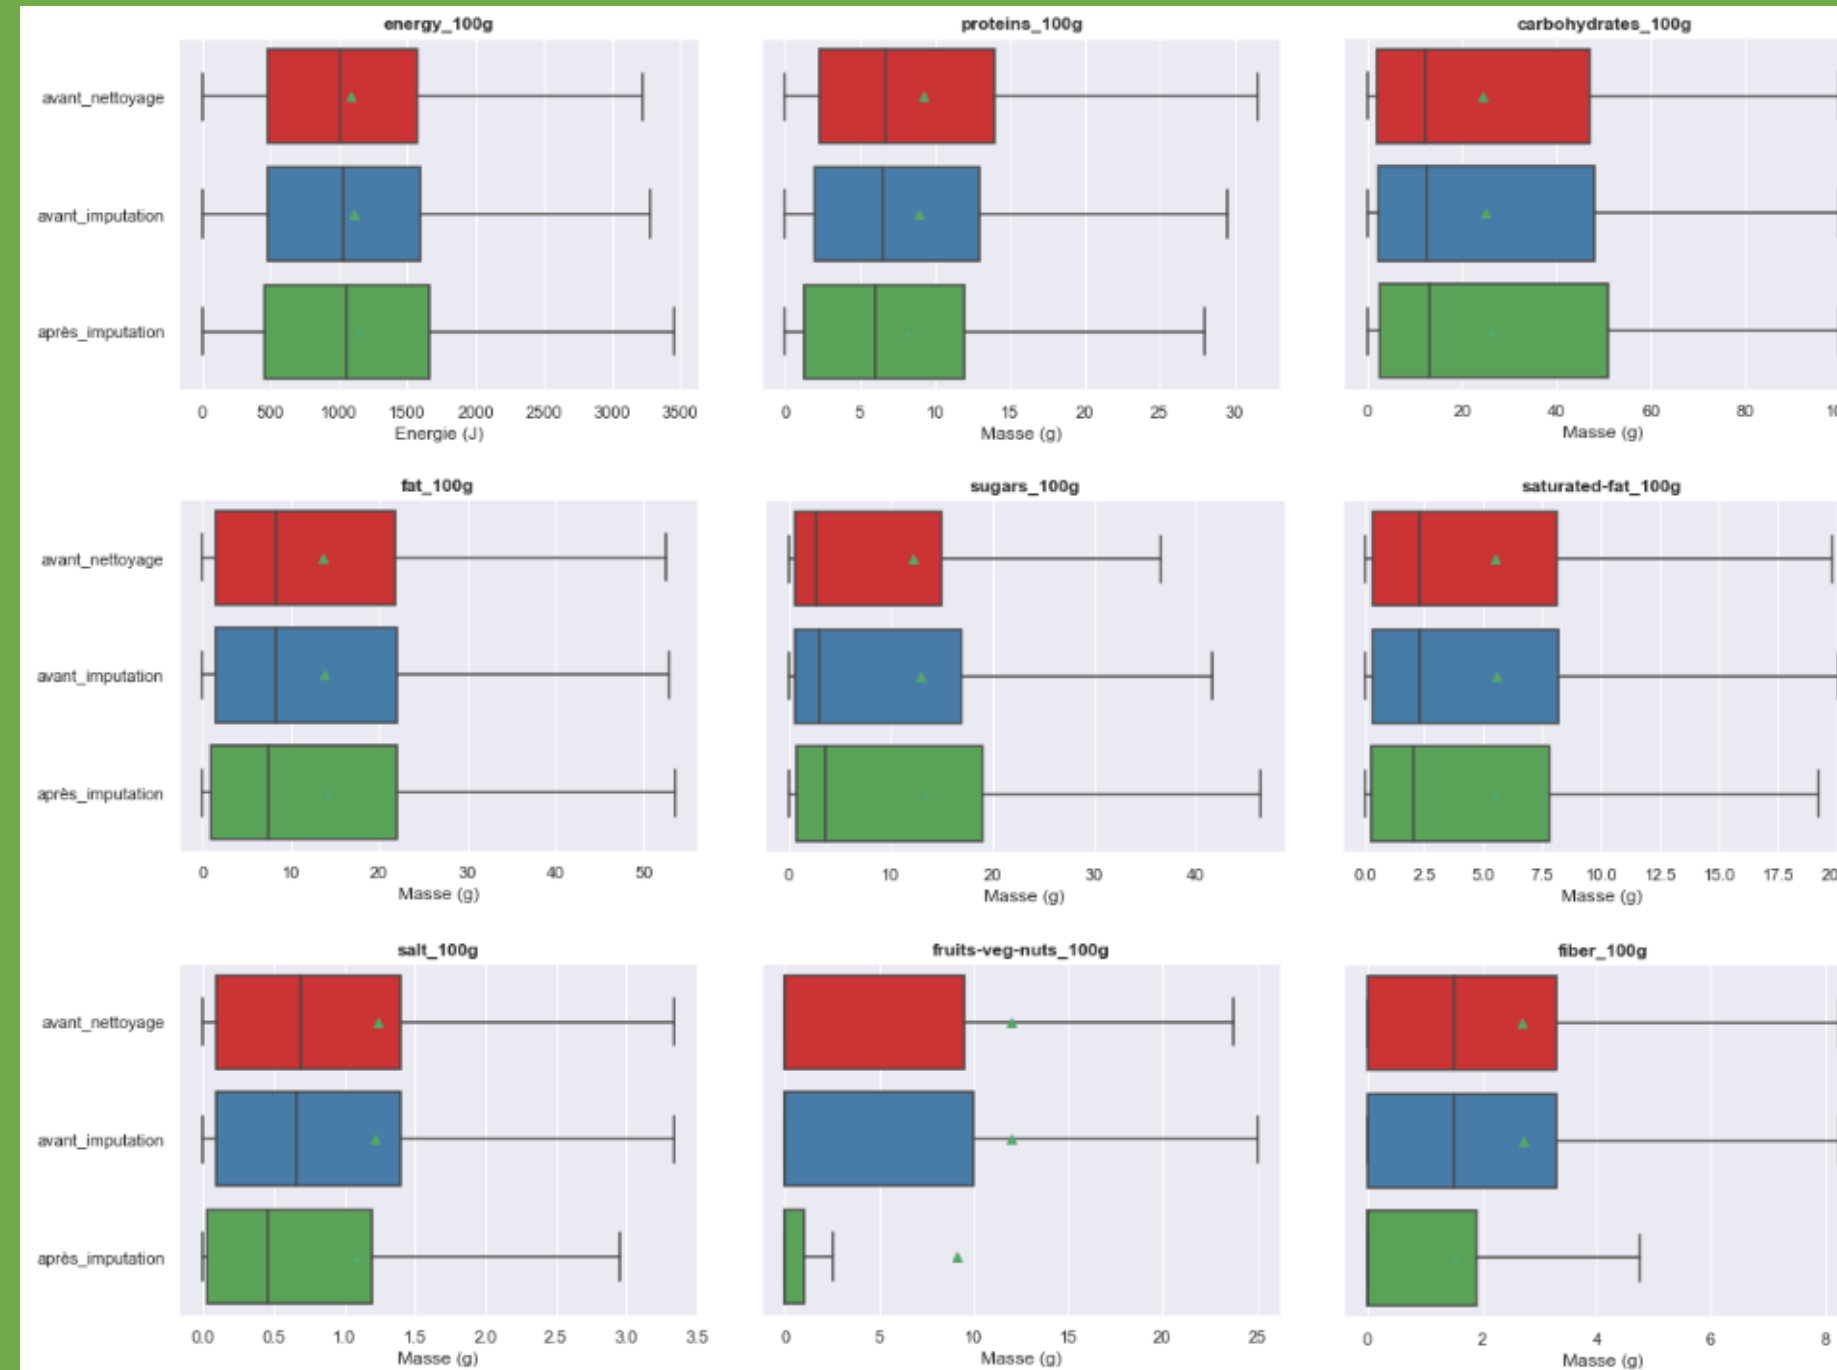 energy_100g
proteins_100g
carbohydrates_100g
avant_nettoyage
avant_imputation
après_imputation
0 500 1000 1500 2000 2500 3000 3500
0 5 10 15 20 25 30
0 20 40 60 80
Energie (J)
Masse (g)
Masse (g)
fat_100g
sugars_100g
saturated-fat_100g
avant_nettoyage
avant_imputation
après_imputation
0 10 20 30 40 50
0 10 20 30 40
0.0 2.5 5.0 7.5 10.0 12.5 15.0 17.5
Masse (g)
Masse (g)
Masse (g)
salt_100g
fruits-veg-nuts_100g
fiber_100g
avant_nettoyage
avant_imputation
après_imputation
0.0 0.5 1.0 1.5 2.0 2.5 3.0 3.5
0 5 10 15 20 25
0 2 4 6 8
Masse (g)
Masse (g)
Masse (g)